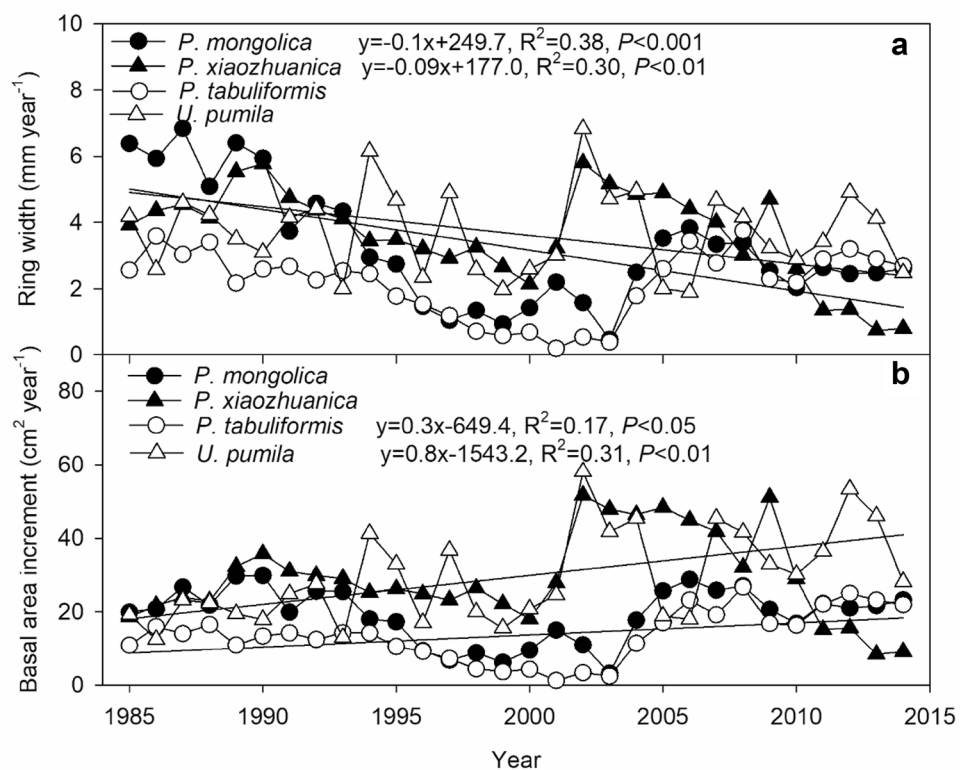 10
8
6
4
2
0
Ring width (mm year⁻¹)
a
P. mongolica y=-0.1x+249.7, R²=0.38, P<0.001
P. xiaozhuanica y=-0.09x+177.0, R²=0.30, P<0.01
P. tabuliformis
U. pumila
80
60
40
20
0
Basal area increment (cm² year⁻¹)
b
P. mongolica
P. xiaozhuanica
P. tabuliformis y=0.3x-649.4, R²=0.17, P<0.05
U. pumila y=0.8x-1543.2, R²=0.31, P<0.01
1985 1990 1995 2000 2005 2010 2015
Year